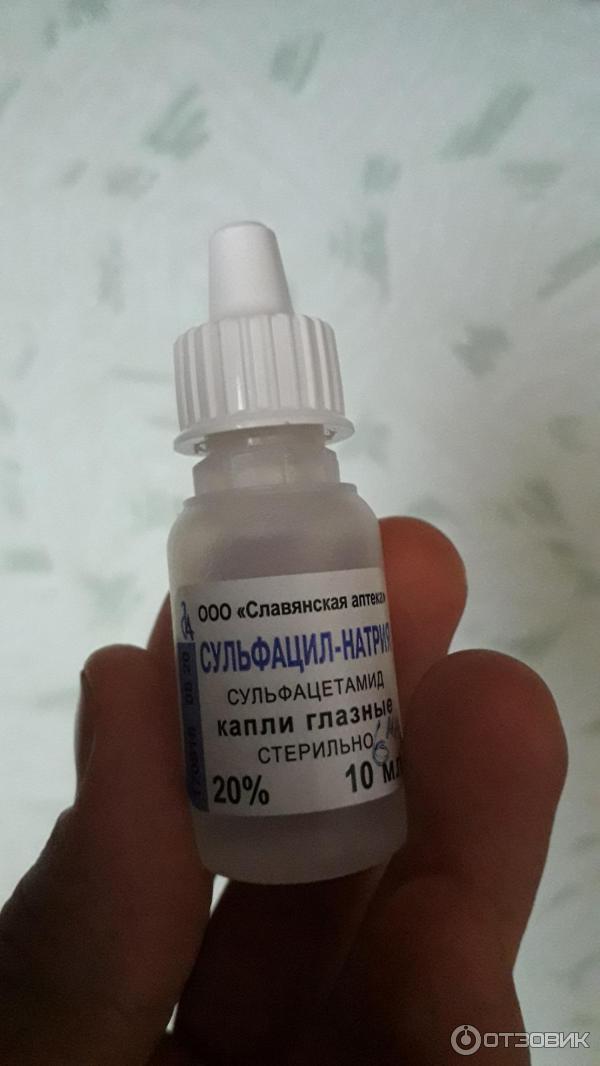 ООО «Славянская аптека»
СУЛЬФАЦИЛ-НАТРИЯ
СУЛЬФАЦЕТАМИД
капли глазные
СТЕРИЛЬНО
20% 10 мл
ОТЗОВИК